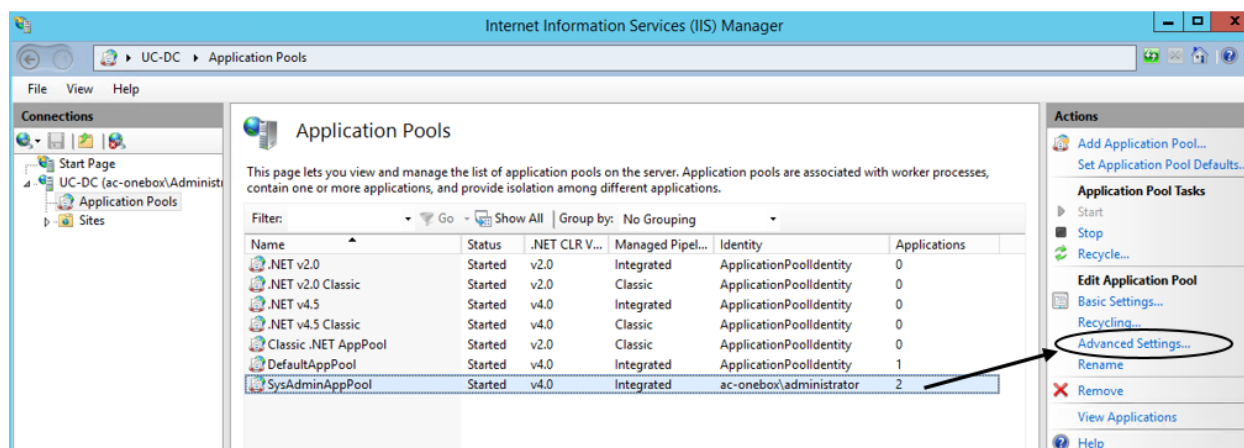 Internet Information Services (IIS) Manager
UC-DC Application Pools
File View Help
Connections
Start Page
UC-DC (ac-onebox\Administ
Application Pools
Sites
Application Pools
This page lets you view and manage the list of application pools on the server. Application pools are associated with worker processes,
contain one or more applications, and provide isolation among different applications.
Filter: Go Show All Group by: No Grouping
Name Status .NET CLR V... Managed Pipel... Identity Applications
.NET v2.0 Started v2.0 Integrated ApplicationPoolIdentity 0
.NET v2.0 Classic Started v2.0 Classic ApplicationPoolIdentity 0
.NET v4.5 Started v4.0 Integrated ApplicationPoolIdentity 0
.NET v4.5 Classic Started v4.0 Classic ApplicationPoolIdentity 0
Classic .NET AppPool Started v2.0 Classic ApplicationPoolIdentity 0
DefaultAppPool Started v4.0 Integrated ApplicationPoolIdentity 1
SysAdminAppPool Started v4.0 Integrated ac-onebox\administrator 2
Actions
Add Application Pool...
Set Application Pool Defaults...
Application Pool Tasks
Start
Stop
Recycle...
Edit Application Pool
Basic Settings...
Recycling...
Advanced Settings...
Rename
Remove
View Applications
Help